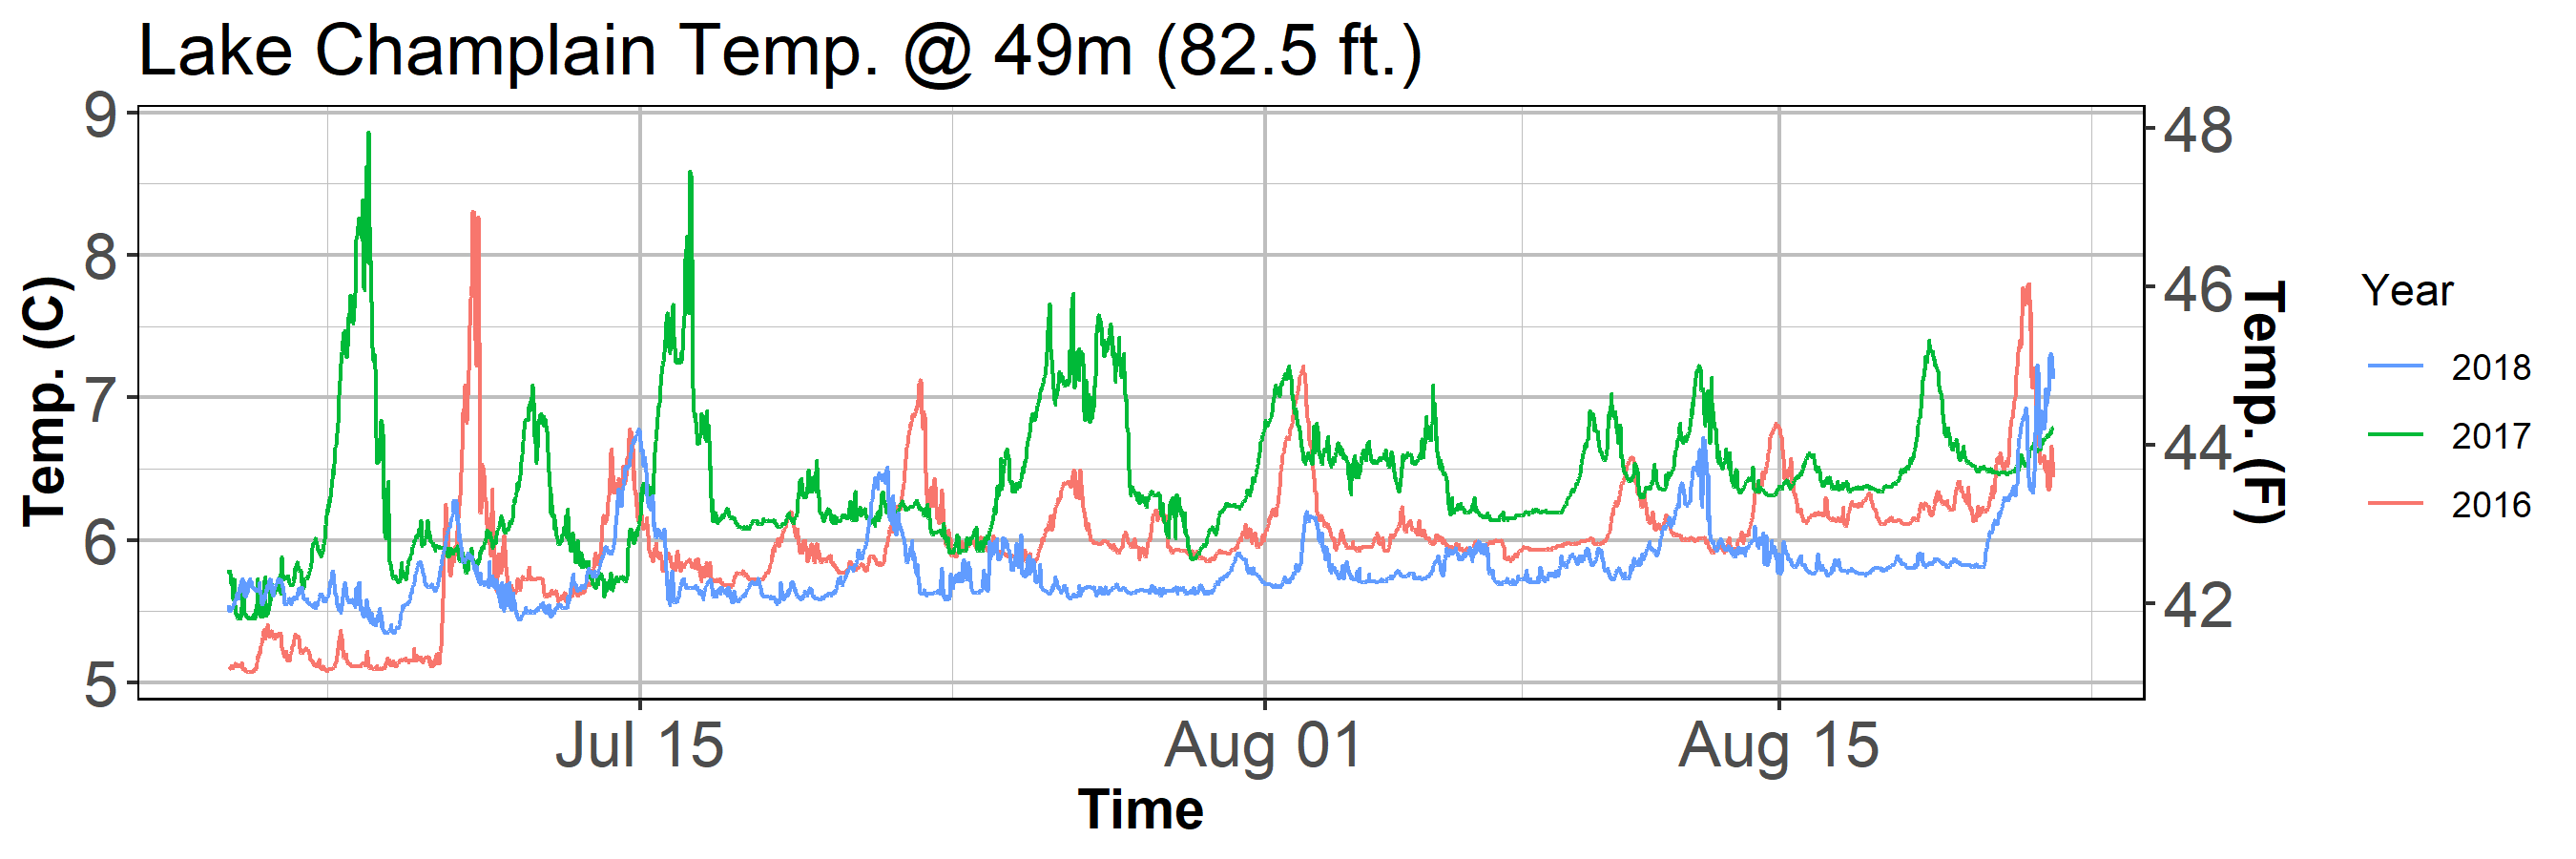 Lake Champlain Temp. @ 49m (82.5 ft.)
9
8
7
6
5
Temp. (C)
48
46
44
42
Temp. (F)
Jul 15
Aug 01
Aug 15
Time
Year
2018
2017
2016